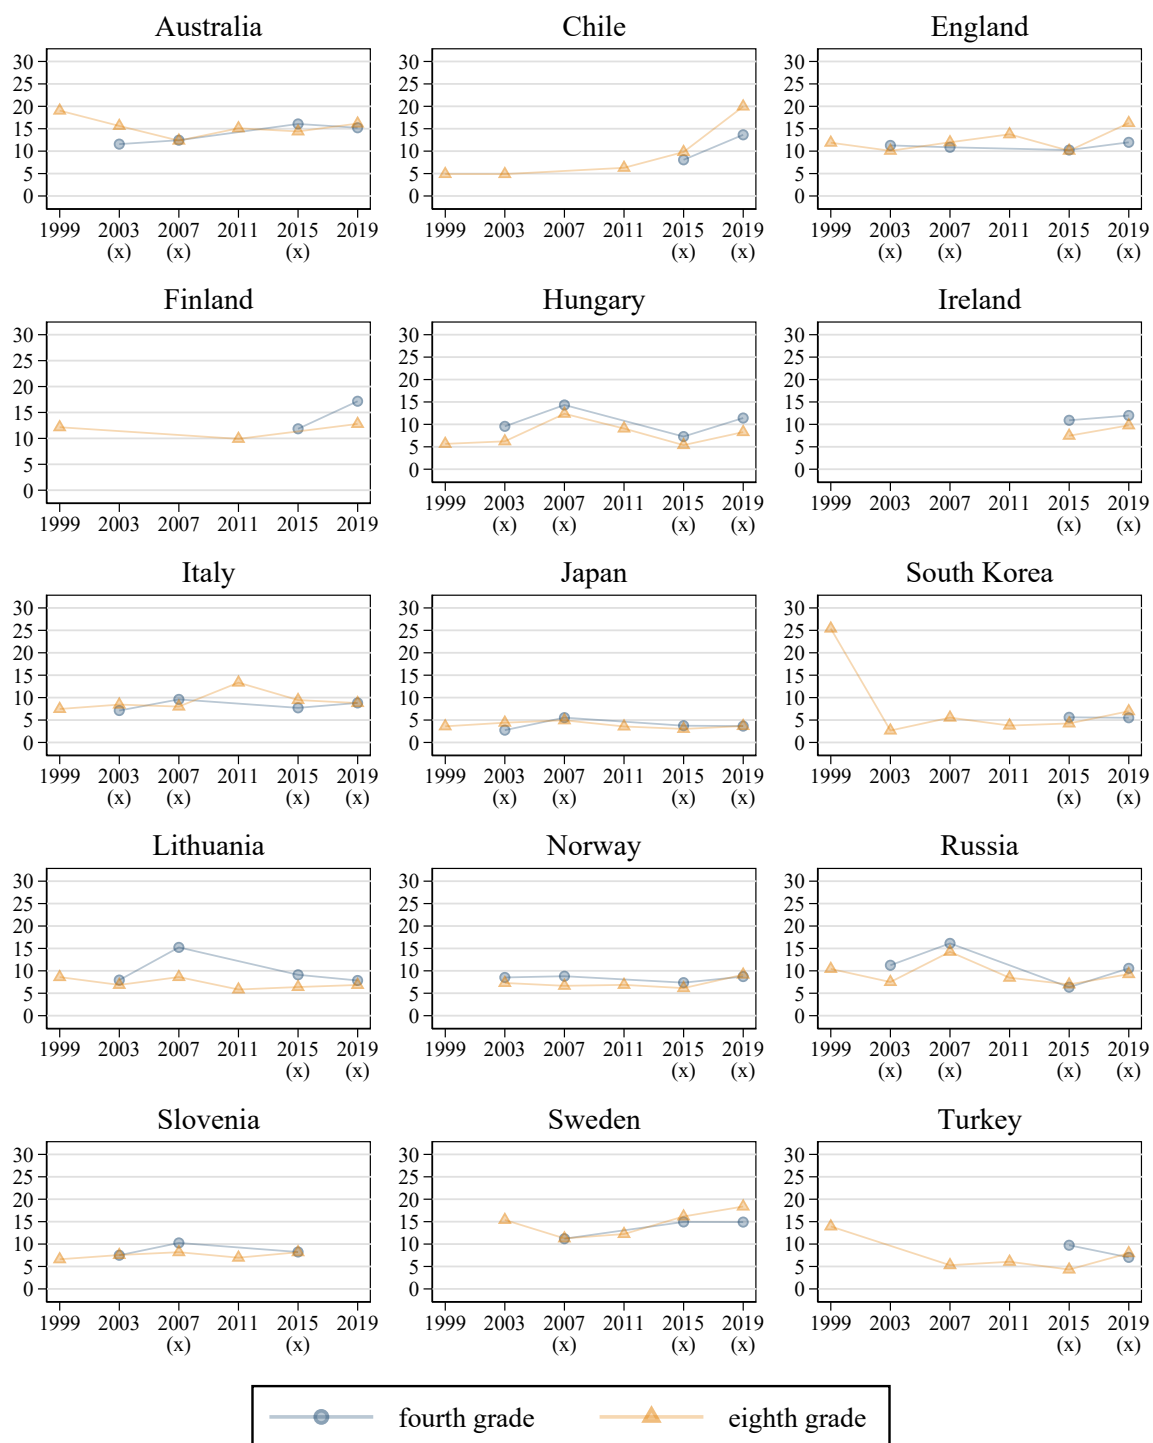 Australia Chile England
30 30 30
25 25 25
20 20 20
15 15 15
10 10 10
5 5 5
0 0 0
1999 2003 2007 2011 2015 2019 1999 2003 2007 2011 2015 2019 1999 2003 2007 2011 2015 2019
(x) (x) (x) (x) (x) (x) (x) (x) (x)
Finland Hungary Ireland
30 30 30
25 25 25
20 20 20
15 15 15
10 10 10
5 5 5
0 0 0
1999 2003 2007 2011 2015 2019 1999 2003 2007 2011 2015 2019 1999 2003 2007 2011 2015 2019
(x) (x) (x) (x) (x) (x)
Italy Japan South Korea
30 30 30
25 25 25
20 20 20
15 15 15
10 10 10
5 5 5
0 0 0
1999 2003 2007 2011 2015 2019 1999 2003 2007 2011 2015 2019 1999 2003 2007 2011 2015 2019
(x) (x) (x) (x) (x) (x) (x) (x) (x) (x)
Lithuania Norway Russia
30 30 30
25 25 25
20 20 20
15 15 15
10 10 10
5 5 5
0 0 0
1999 2003 2007 2011 2015 2019 1999 2003 2007 2011 2015 2019 1999 2003 2007 2011 2015 2019
(x) (x) (x) (x) (x) (x) (x) (x)
Slovenia Sweden Turkey
30 30 30
25 25 25
20 20 20
15 15 15
10 10 10
5 5 5
0 0 0
1999 2003 2007 2011 2015 2019 1999 2003 2007 2011 2015 2019 1999 2003 2007 2011 2015 2019
(x) (x) (x) (x) (x) (x) (x)
fourth grade eighth grade